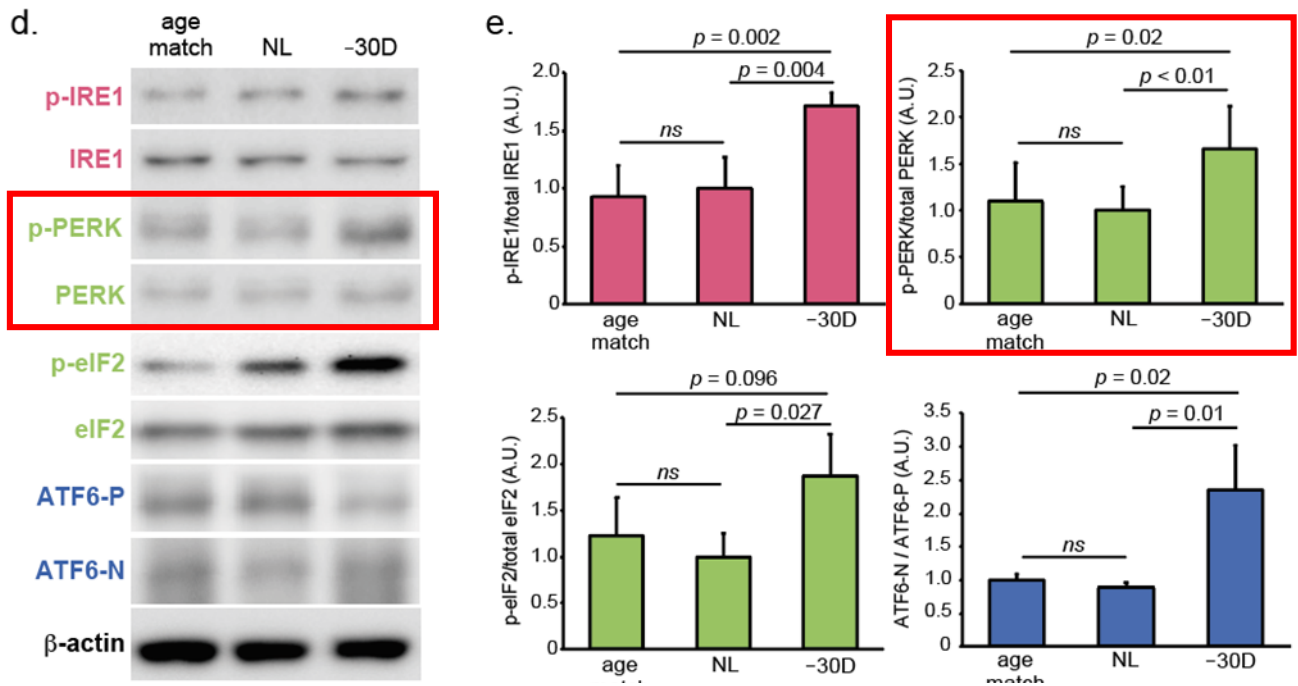 d.
age match NL −30D
p-IRE1
IRE1
p-PERK
PERK
p-eIF2
eIF2
ATF6-P
ATF6-N
β-actin
e.
p = 0.002
p = 0.004
ns
2.0
1.5
1.0
0.5
0
p-IRE1/total IRE1 (A.U.)
age match NL −30D
p = 0.02
p < 0.01
ns
2.5
2.0
1.5
1.0
0.5
0
p-PERK/total PERK (A.U.)
age match NL −30D
p = 0.096
p = 0.027
ns
2.5
2.0
1.5
1.0
0.5
0
p-eIF2/total eIF2 (A.U.)
age NL −30D
p = 0.02
p = 0.01
ns
3.5
3.0
2.5
2.0
1.5
1.0
0.5
0
ATF6-N / ATF6-P (A.U.)
age match NL −30D